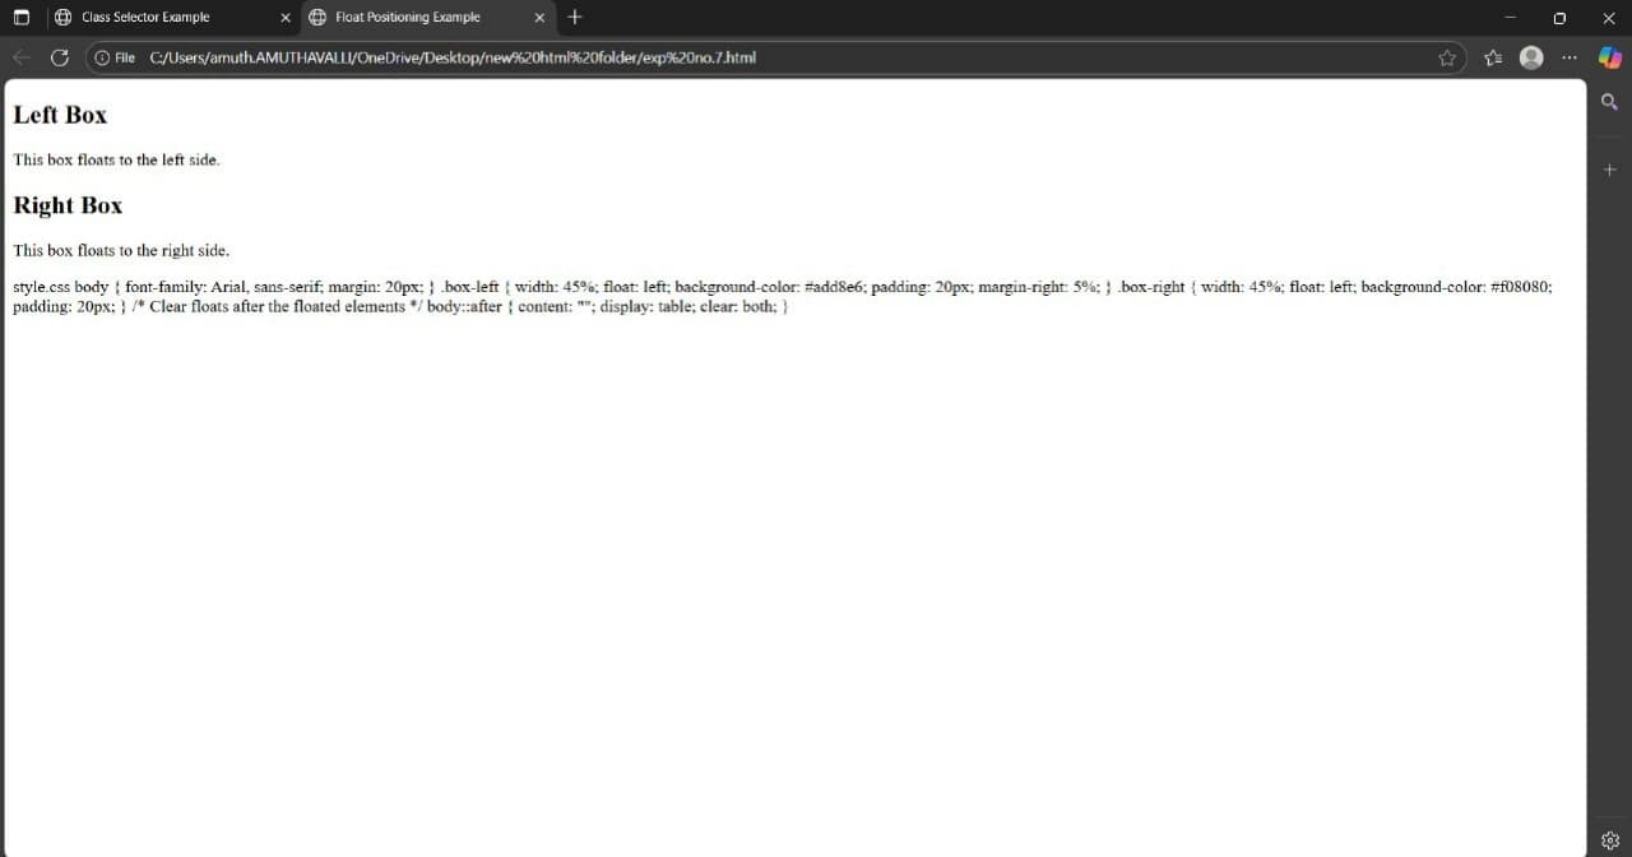 Class Selector Example
Float Positioning Example
File C:/Users/amuth.AMUTHAVALLI/OneDrive/Desktop/new%20html%20folder/exp%20no.7.html
Left Box
This box floats to the left side.
Right Box
This box floats to the right side.
style.css body { font-family: Arial, sans-serif; margin: 20px; } .box-left { width: 45%; float: left; background-color: #add8e6; padding: 20px; margin-right: 5%; } .box-right { width: 45%; float: left; background-color: #f08080;
padding: 20px; } /* Clear floats after the floated elements */ body::after { content: ""; display: table; clear: both; }